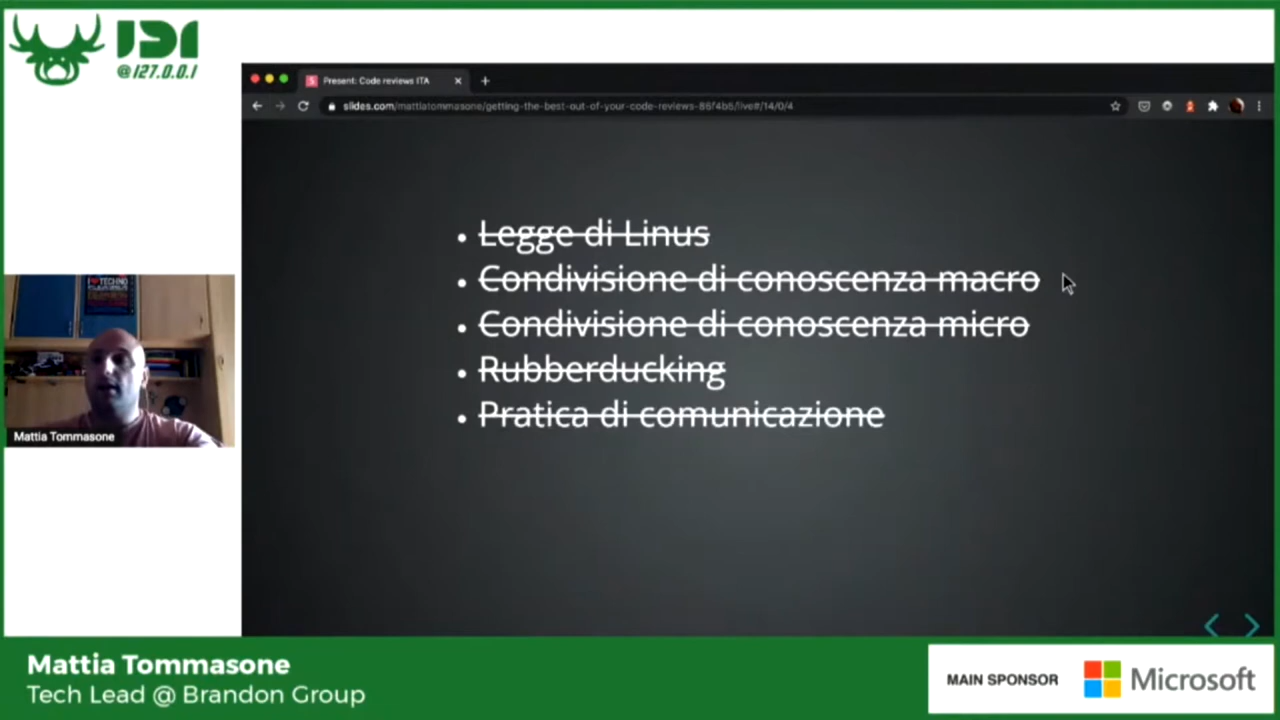 JDI
@127.0.0.1
Present: Code reviews ITA
slides.com/mattiatommasone/getting-the-best-out-of-your-code-reviews-86f4b6/live#/14/0/4
• Legge di Linus
• Condivisione di conoscenza macro
• Condivisione di conoscenza micro
• Rubberducking
• Pratica di comunicazione
I ♥ TECHNO
Mattia Tommasone
Mattia Tommasone
Tech Lead @ Brandon Group
MAIN SPONSOR
Microsoft